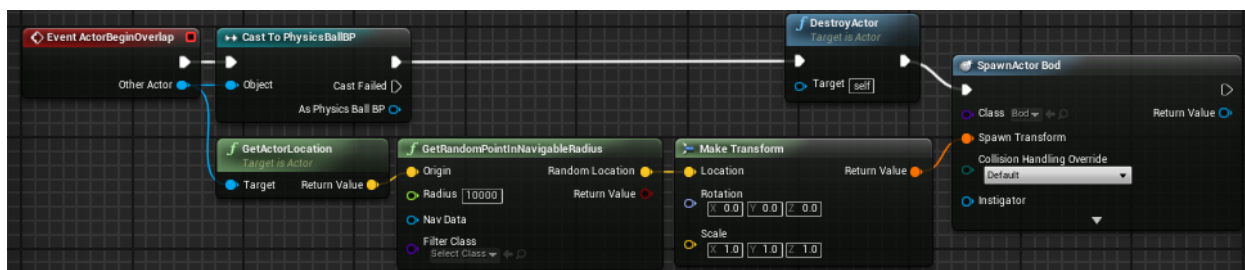 Event ActorBeginOverlap
Other Actor
Cast To PhysicsBallBP
Object
Cast Failed
As Physics Ball BP
f DestroyActor
Target is Actor
Target self
SpawnActor Bod
Class Bod
Return Value
Spawn Transform
Collision Handling Override
Default
Instigator
f GetActorLocation
Target is Actor
Target Return Value
f GetRandomPointInNavigableRadius
Origin Random Location
Radius 10000 Return Value
Nav Data
Filter Class
Select Class
Make Transform
Location Return Value
Rotation
X 0.0 Y 0.0 Z 0.0
Scale
X 1.0 Y 1.0 Z 1.0